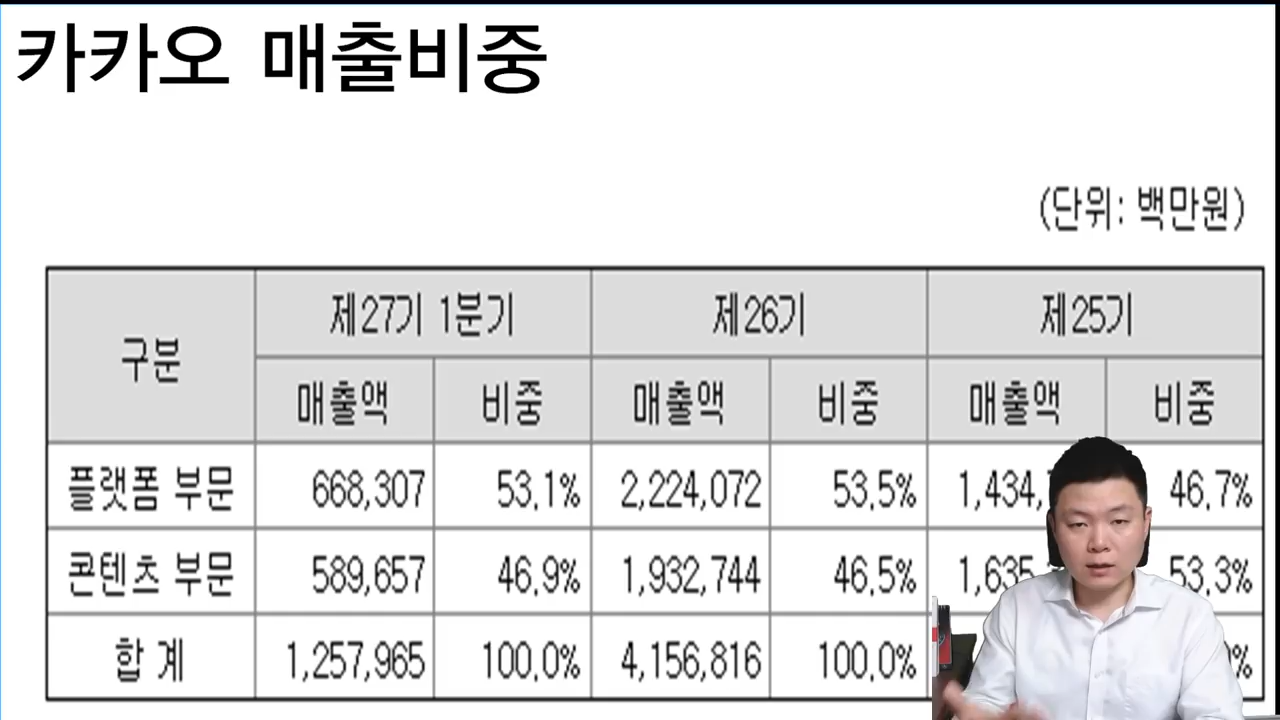 카카오 매출비중
(단위: 백만원)
구분 제27기 1분기 제26기 제25기
매출액 비중 매출액 비중 매출액 비중
플랫폼 부문 668,307 53.1% 2,224,072 53.5% 1,434, 46.7%
콘텐츠 부문 589,657 46.9% 1,932,744 46.5% 1,635 53.3%
합 계 1,257,965 100.0% 4,156,816 100.0%